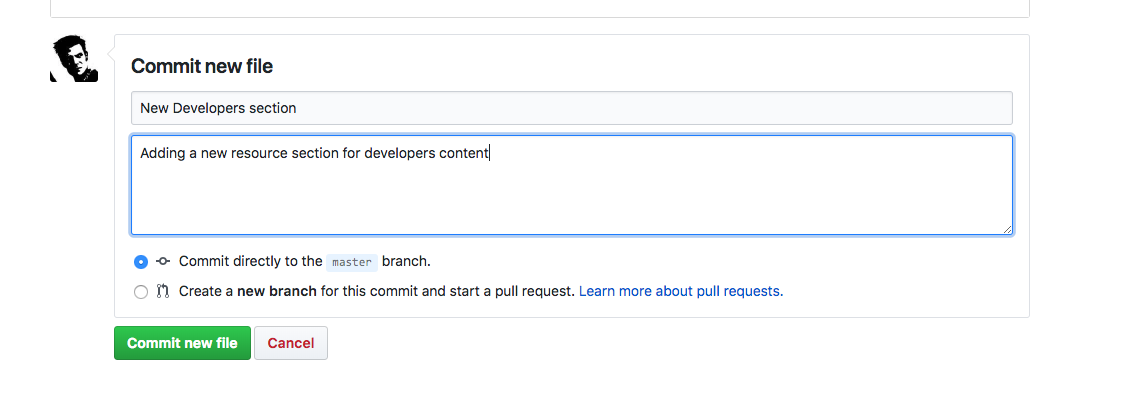 Commit new file
New Developers section
Adding a new resource section for developers content
Commit directly to the master branch.
Create a new branch for this commit and start a pull request. Learn more about pull requests.
Commit new file Cancel